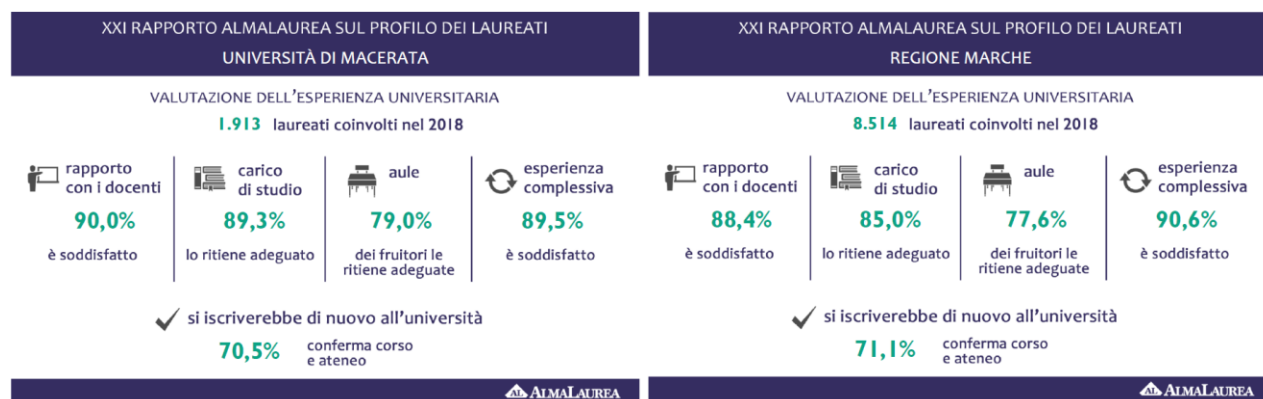 XXI RAPPORTO ALMALAUREA SUL PROFILO DEI LAUREATI
UNIVERSITÀ DI MACERATA
VALUTAZIONE DELL'ESPERIENZA UNIVERSITARIA
1.913 laureati coinvolti nel 2018
rapporto
con i docenti
90,0%
è soddisfatto
carico
di studio
89,3%
lo ritiene adeguato
aule
79,0%
dei fruitori le
ritiene adeguate
esperienza
complessiva
89,5%
è soddisfatto
si iscriverebbe di nuovo all'università
70,5%
conferma corso
e ateneo
AL ALMALAUREA
XXI RAPPORTO ALMALAUREA SUL PROFILO DEI LAUREATI
REGIONE MARCHE
VALUTAZIONE DELL'ESPERIENZA UNIVERSITARIA
8.514 laureati coinvolti nel 2018
rapporto
con i docenti
88,4%
è soddisfatto
carico
di studio
85,0%
lo ritiene adeguato
aule
77,6%
dei fruitori le
ritiene adeguate
esperienza
complessiva
90,6%
è soddisfatto
si iscriverebbe di nuovo all'università
71,1%
conferma corso
e ateneo
AL ALMALAUREA